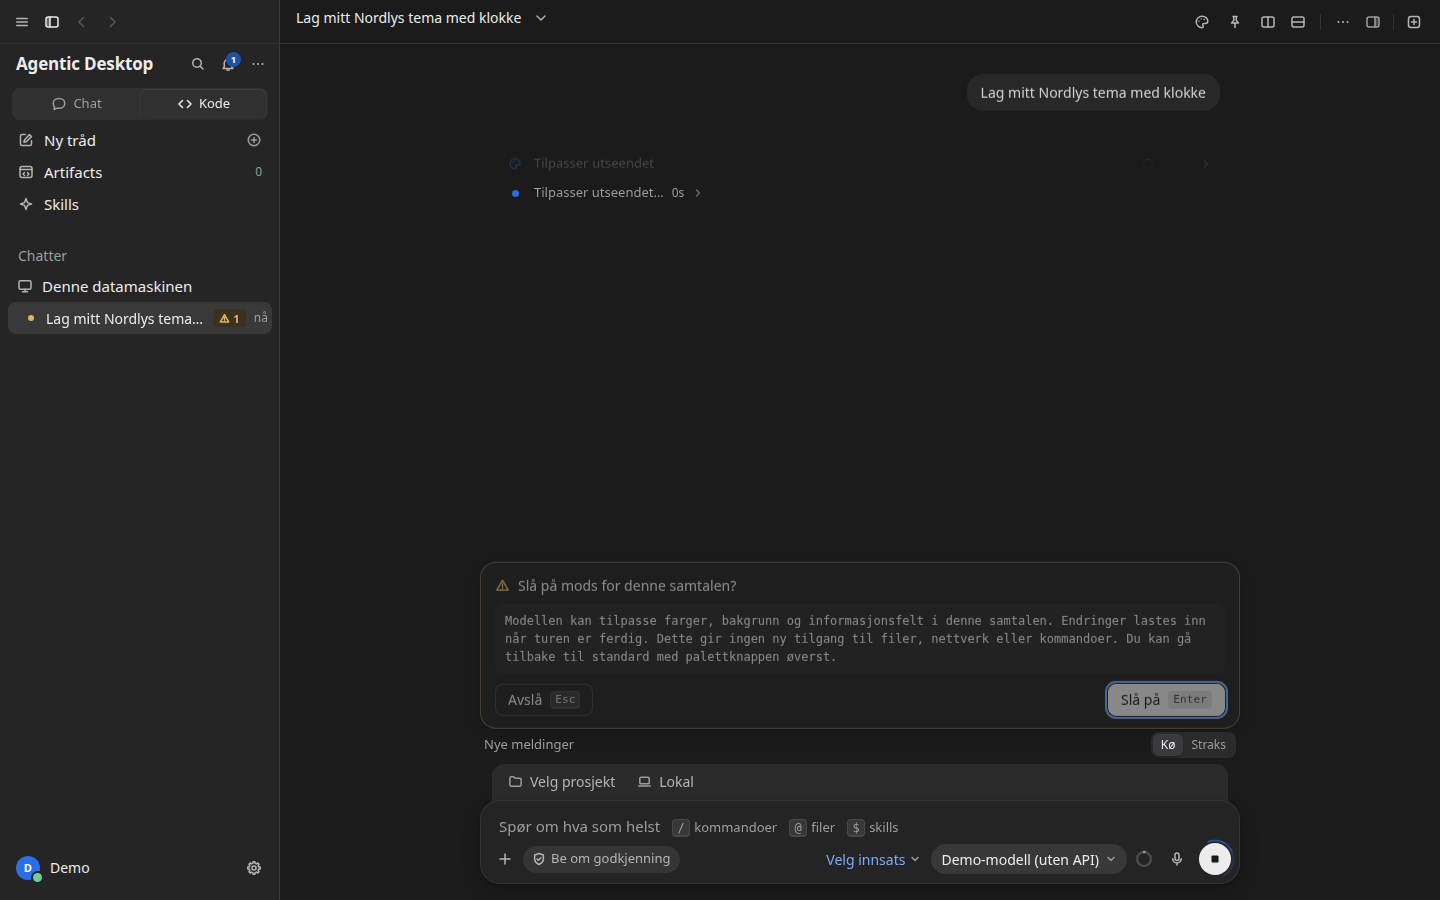 Lag mitt Nordlys tema med klokke
Agentic Desktop
1
Chat
Kode
Ny tråd
Artifacts
0
Skills
Chatter
Denne datamaskinen
Lag mitt Nordlys tema...
1
nå
Demo
D
Lag mitt Nordlys tema med klokke
Tilpasser utseendet
Tilpasser utseendet... 0s
Slå på mods for denne samtalen?
Modellen kan tilpasse farger, bakgrunn og informasjonsfelt i denne samtalen. Endringer lastes inn
når turen er ferdig. Dette gir ingen ny tilgang til filer, nettverk eller kommandoer. Du kan gå
tilbake til standard med palettknappen øverst.
Avslå Esc
Slå på Enter
Nye meldinger
Kø Straks
Velg prosjekt Lokal
Spør om hva som helst / kommandoer @ filer $ skills
Be om godkjenning
Velg innsats
Demo-modell (uten API)